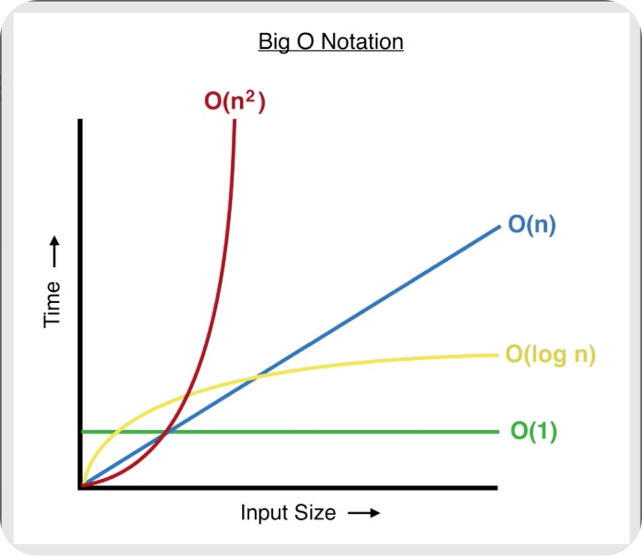 Big O Notation
O(n²)
O(n)
Time →
O(log n)
O(1)
Input Size →